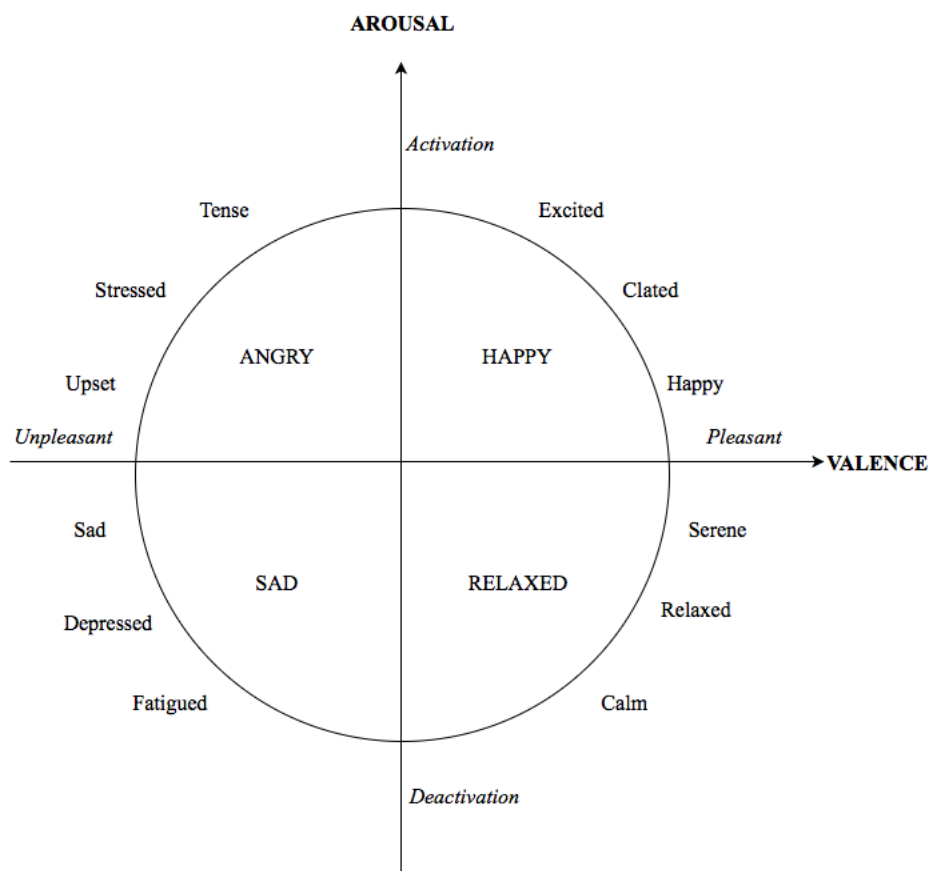 AROUSAL
Activation
Tense
Excited
Stressed
Clated
ANGRY
HAPPY
Upset
Happy
Unpleasant
Pleasant
VALENCE
Sad
Serene
SAD
RELAXED
Depressed
Relaxed
Fatigued
Calm
Deactivation